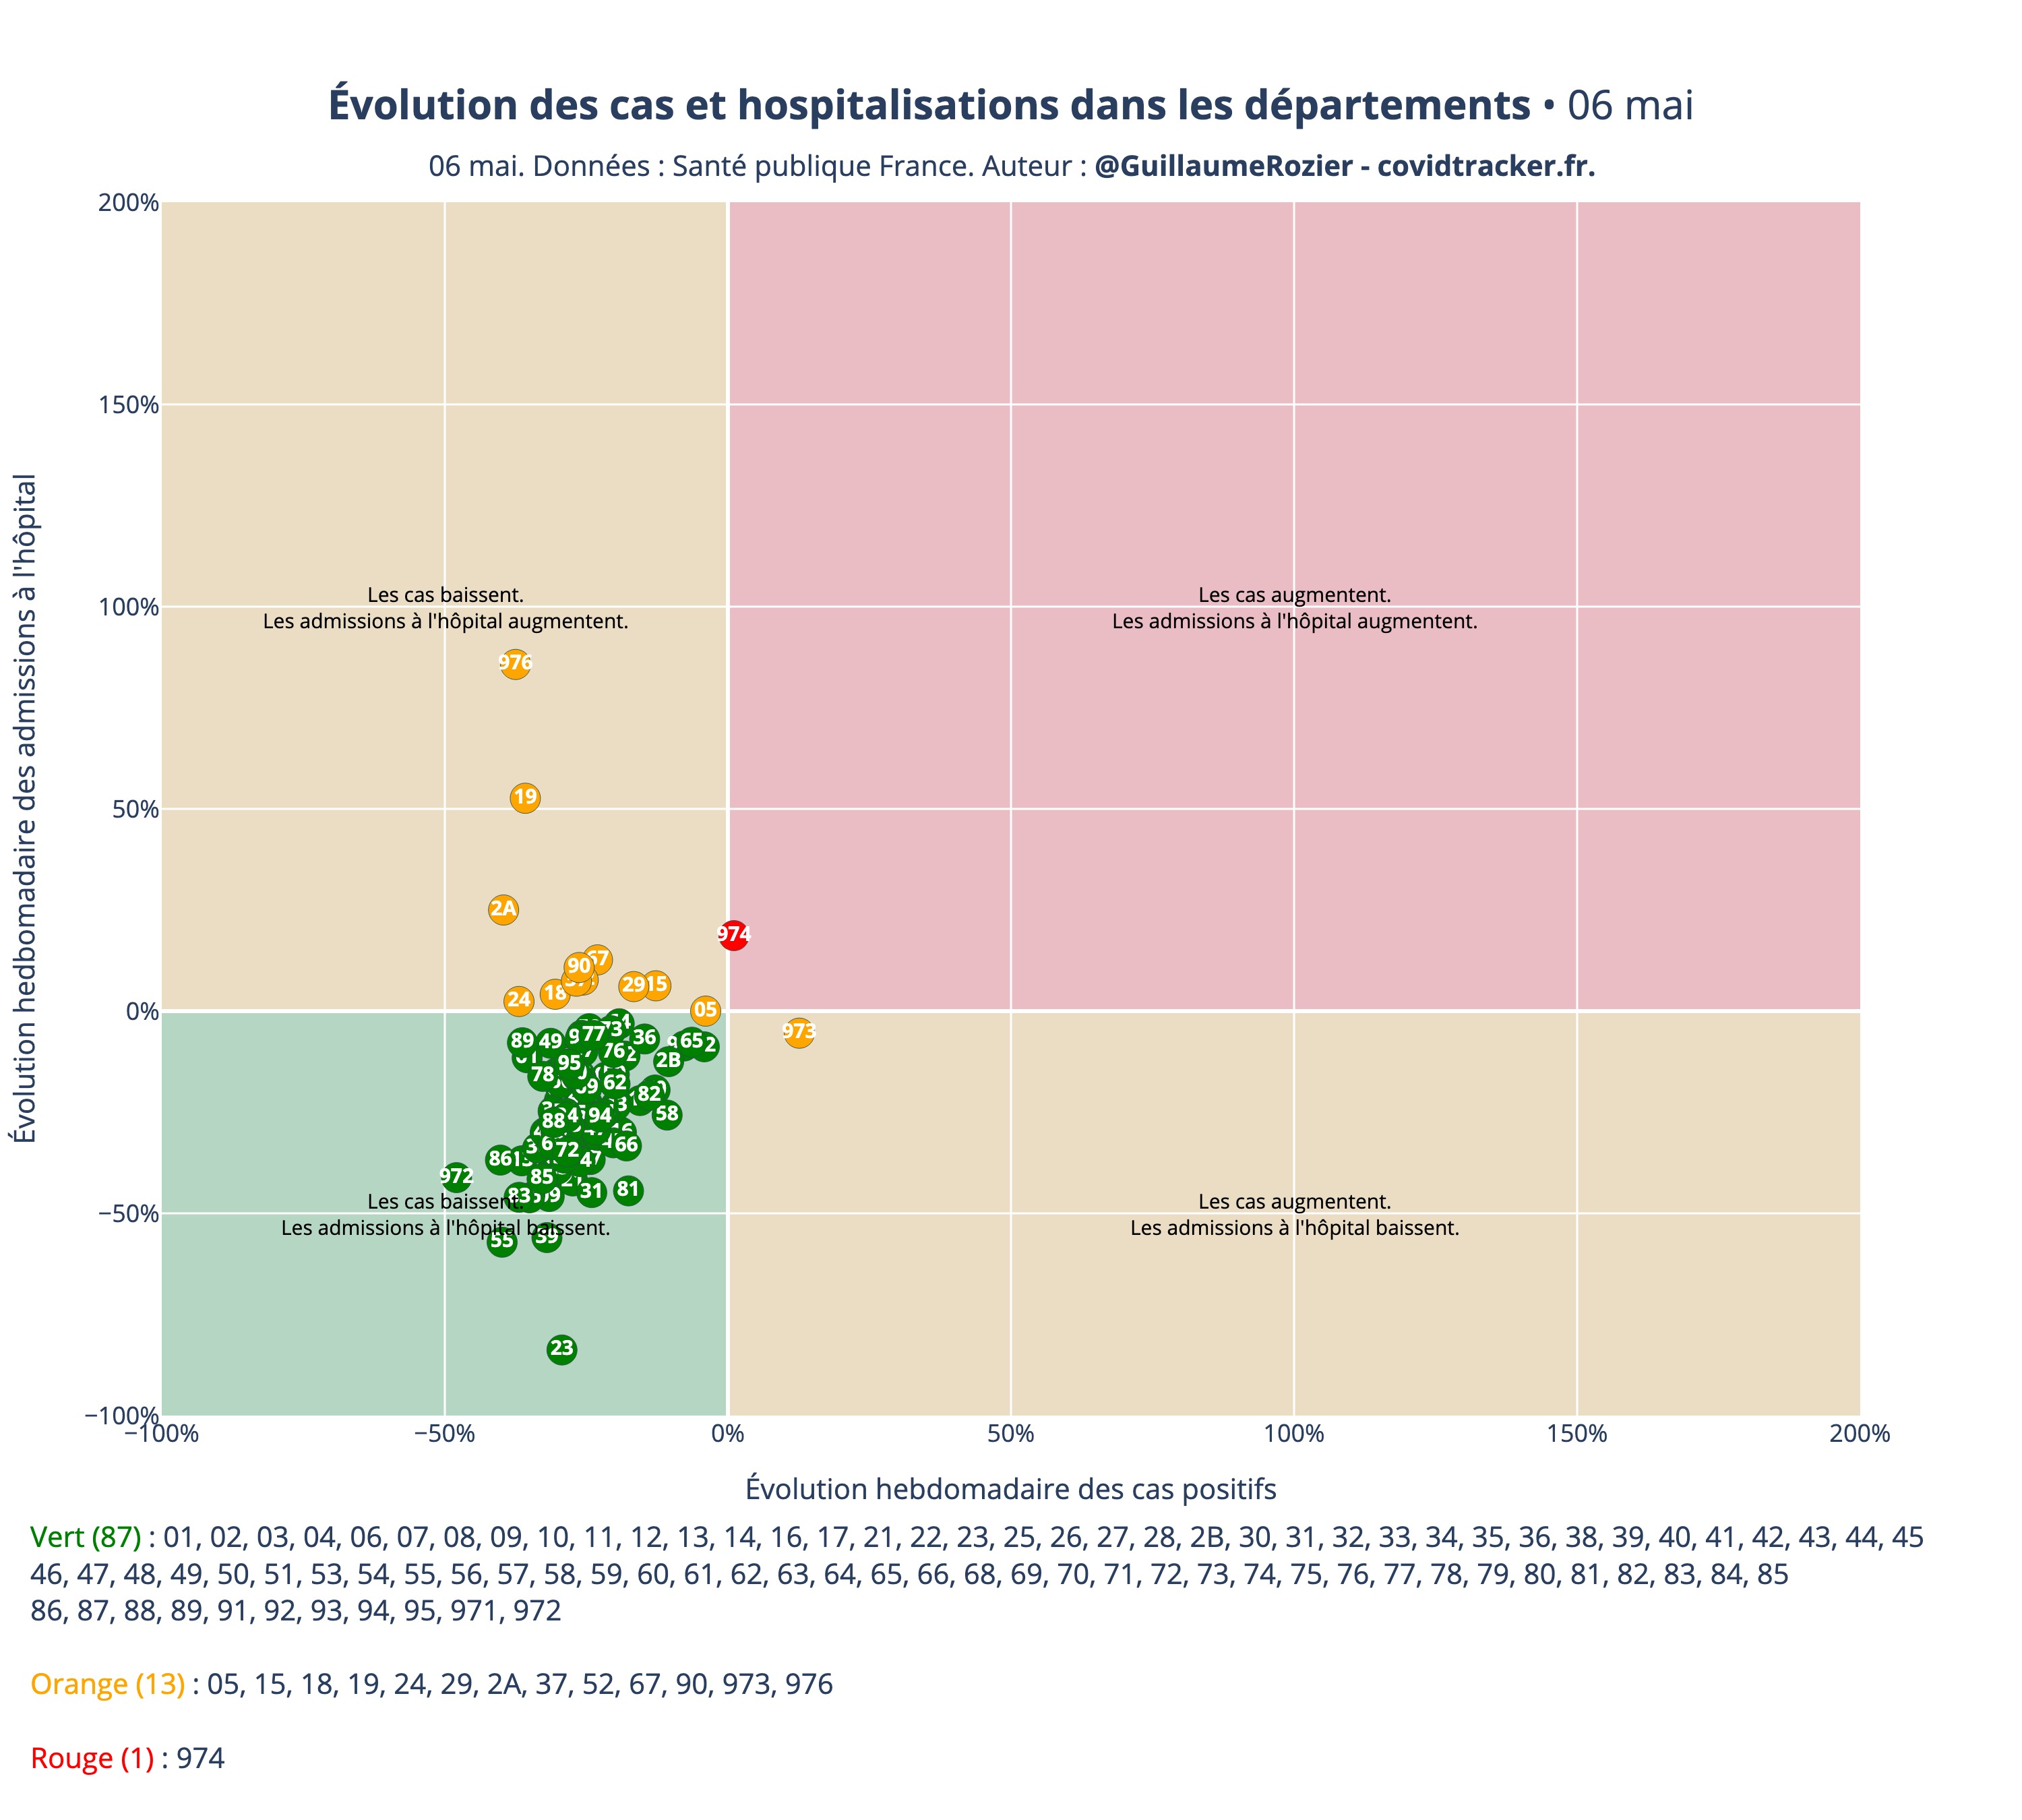 Évolution des cas et hospitalisations dans les départements • 06 mai
06 mai. Données : Santé publique France. Auteur : @GuillaumeRozier - covidtracker.fr.
Évolution hedbomadaire des admissions à l'hôpital
200%
150%
100%
50%
0%
−50%
−100%
Les cas baissent.
Les admissions à l'hôpital augmentent.
Les cas augmentent.
Les admissions à l'hôpital augmentent.
976
19
2A
974
67
90
29
15
18
24
05
973
77
36
89
49
65
76
2B
95
78
62
82
58
94
88
66
72
86
85
972
83
31
81
Les cas baissent.
Les admissions à l'hôpital baissent.
Les cas augmentent.
Les admissions à l'hôpital baissent.
55
39
23
−100%
−50%
0%
50%
100%
150%
200%
Évolution hebdomadaire des cas positifs
Vert (87) : 01, 02, 03, 04, 06, 07, 08, 09, 10, 11, 12, 13, 14, 16, 17, 21, 22, 23, 25, 26, 27, 28, 2B, 30, 31, 32, 33, 34, 35, 36, 38, 39, 40, 41, 42, 43, 44, 45
46, 47, 48, 49, 50, 51, 53, 54, 55, 56, 57, 58, 59, 60, 61, 62, 63, 64, 65, 66, 68, 69, 70, 71, 72, 73, 74, 75, 76, 77, 78, 79, 80, 81, 82, 83, 84, 85
86, 87, 88, 89, 91, 92, 93, 94, 95, 971, 972
Orange (13) : 05, 15, 18, 19, 24, 29, 2A, 37, 52, 67, 90, 973, 976
Rouge (1) : 974